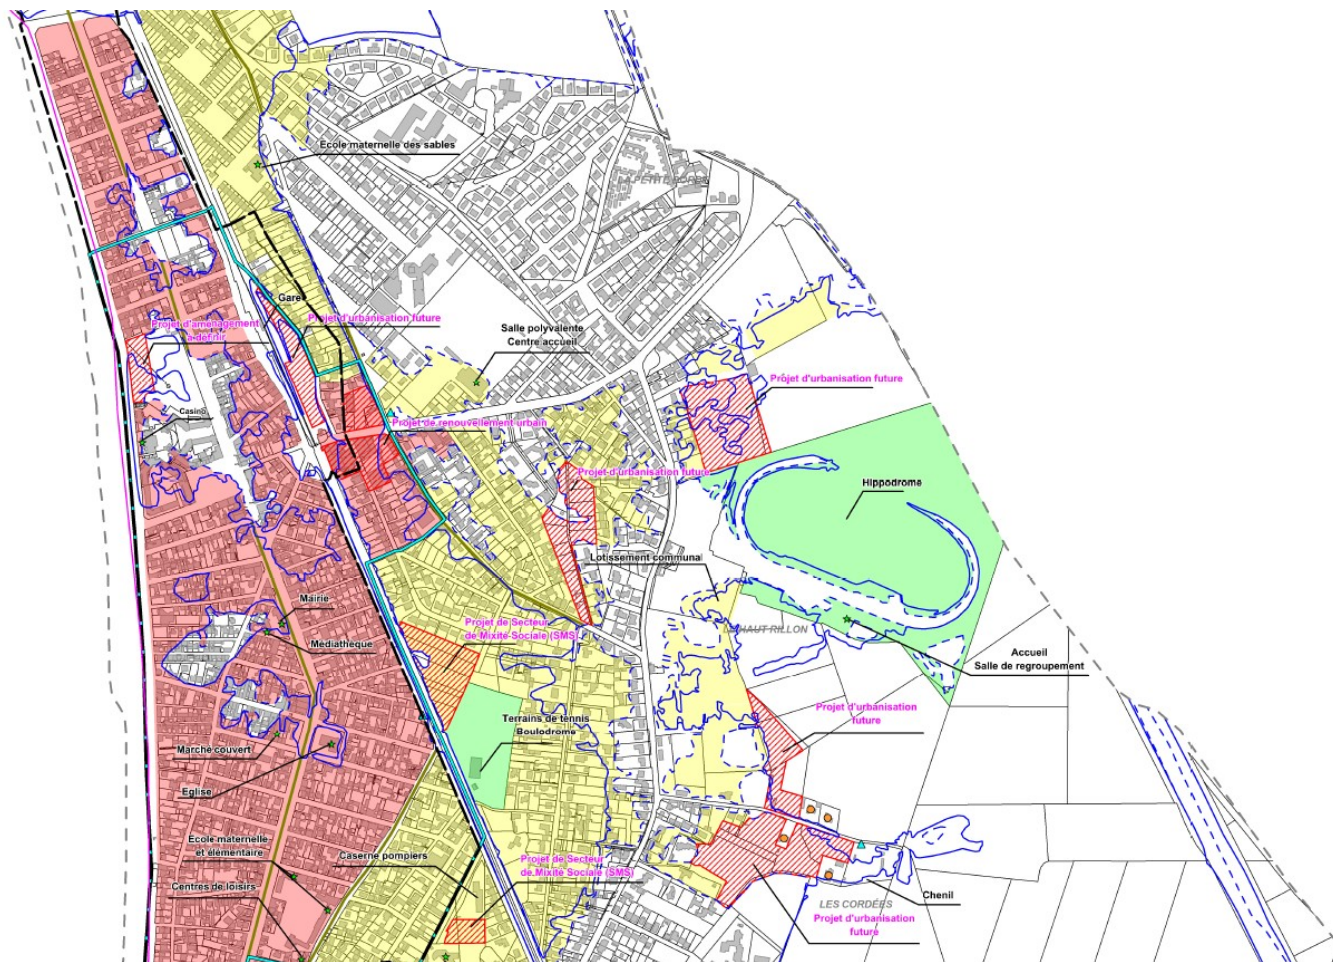 Ecole maternelle des sables
LA PETITE BORDE
Gare
Projet d'aménagement
à définir
Projet d'urbanisation future
Salle polyvalente
Centre accueil
Projet d'urbanisation future
Casino
Projet de renouvellement urbain
Projet d'urbanisation future
Hippodrome
Lotissement communal
Mairie
Médiathèque
Projet de Secteur
de Mixité Sociale (SMS)
LE HAUT RILLON
Accueil
Salle de regroupement
Terrains de tennis
Boulodrome
Projet d'urbanisation
future
Marché couvert
Eglise
Ecole maternelle
et élémentaire
Caserne pompiers
Projet de Secteur
de Mixité Sociale (SMS)
Centres de loisirs
Chenil
LES CORDÉES
Projet d'urbanisation
future